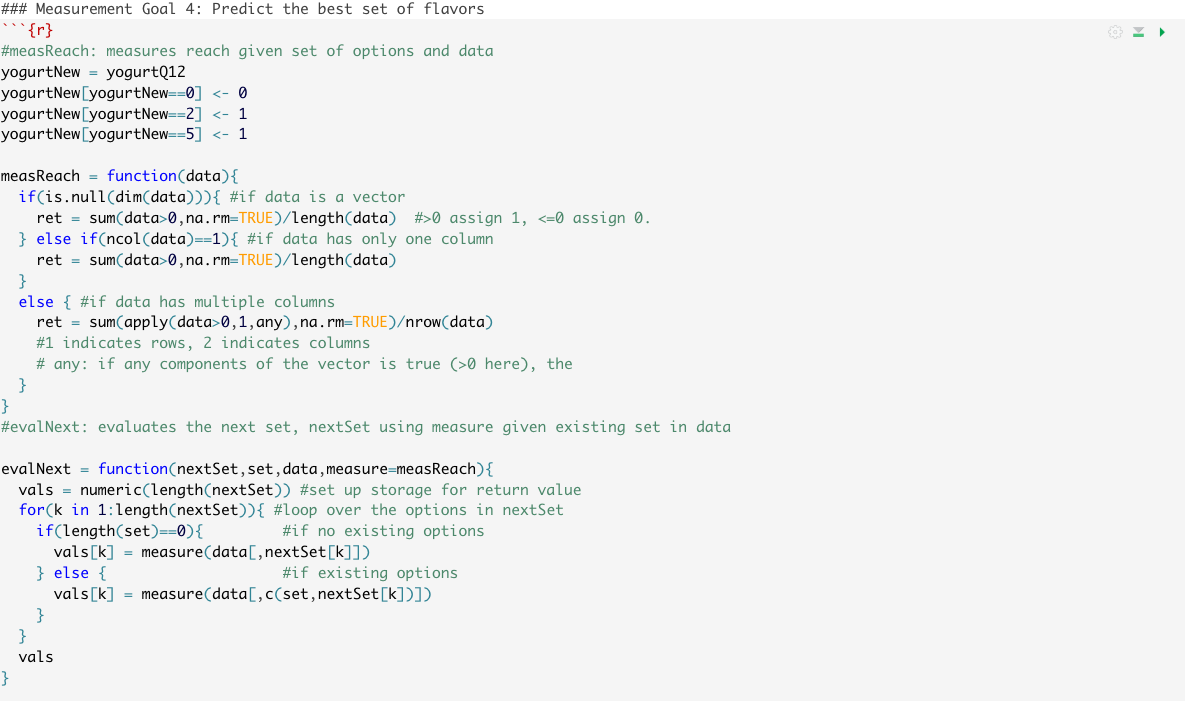 ### Measurement Goal 4: Predict the best set of flavors
```{r}
#measReach: measures reach given set of options and data
yogurtNew = yogurtQ12
yogurtNew[yogurtNew==0] <- 0
yogurtNew[yogurtNew==2] <- 1
yogurtNew[yogurtNew==5] <- 1

measReach = function(data){
  if(is.null(dim(data))){ #if data is a vector
    ret = sum(data>0,na.rm=TRUE)/length(data)  #>0 assign 1, <=0 assign 0.
  } else if(ncol(data)==1){ #if data has only one column
    ret = sum(data>0,na.rm=TRUE)/length(data)
  }
  else { #if data has multiple columns
    ret = sum(apply(data>0,1,any),na.rm=TRUE)/nrow(data)
    #1 indicates rows, 2 indicates columns
    # any: if any components of the vector is true (>0 here), the
  }
}
#evalNext: evaluates the next set, nextSet using measure given existing set in data

evalNext = function(nextSet,set,data,measure=measReach){
  vals = numeric(length(nextSet)) #set up storage for return value
  for(k in 1:length(nextSet)){ #loop over the options in nextSet
    if(length(set)==0){         #if no existing options
      vals[k] = measure(data[,nextSet[k]])
    } else {                    #if existing options
      vals[k] = measure(data[,c(set,nextSet[k])])
    }
  }
  vals
}